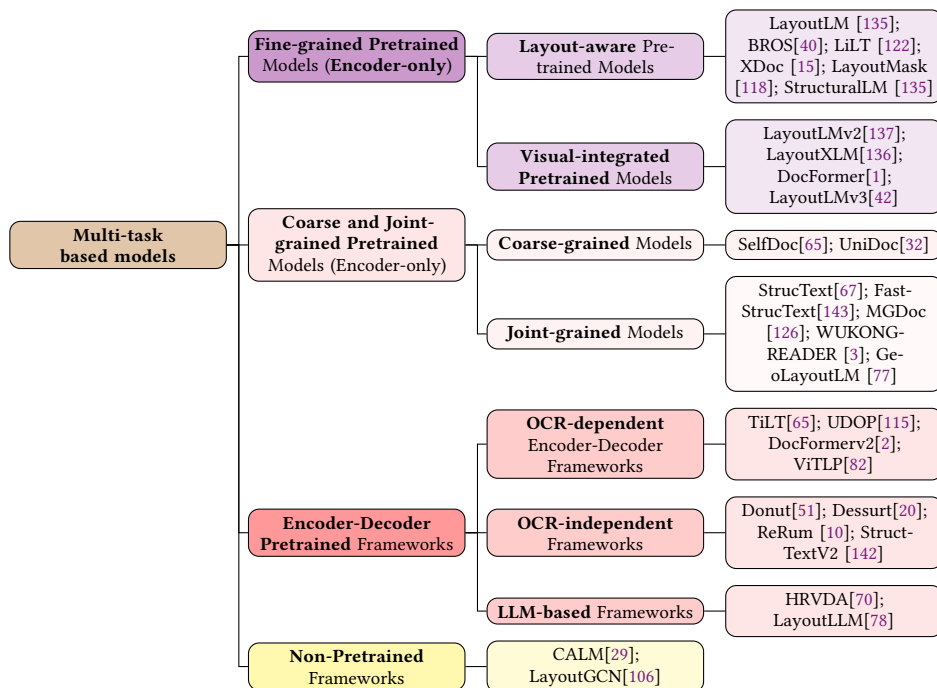 Multi-task
based models
Fine-grained Pretrained
Models (Encoder-only)
Layout-aware Pre-
trained Models
LayoutLM [135];
BROS[40]; LiLT [122];
XDoc [15]; LayoutMask
[118]; StructuralLM [135]
Visual-integrated
Pretrained Models
LayoutLMv2[137];
LayoutXLM[136];
DocFormer[1];
LayoutLMv3[42]
Coarse and Joint-
grained Pretrained
Models (Encoder-only)
Coarse-grained Models
SelfDoc[65]; UniDoc[32]
Joint-grained Models
StrucText[67]; Fast-
StrucText[143]; MGDoc
[126]; WUKONG-
READER [3]; Ge-
oLayoutLM [77]
Encoder-Decoder
Pretrained Frameworks
OCR-dependent
Encoder-Decoder
Frameworks
TiLT[65]; UDOP[115];
DocFormerv2[2];
ViTLP[82]
OCR-independent
Frameworks
Donut[51]; Dessurt[20];
ReRum [10]; Struct-
TextV2 [142]
LLM-based Frameworks
HRVDA[70];
LayoutLLM[78]
Non-Pretrained
Frameworks
CALM[29];
LayoutGCN[106]